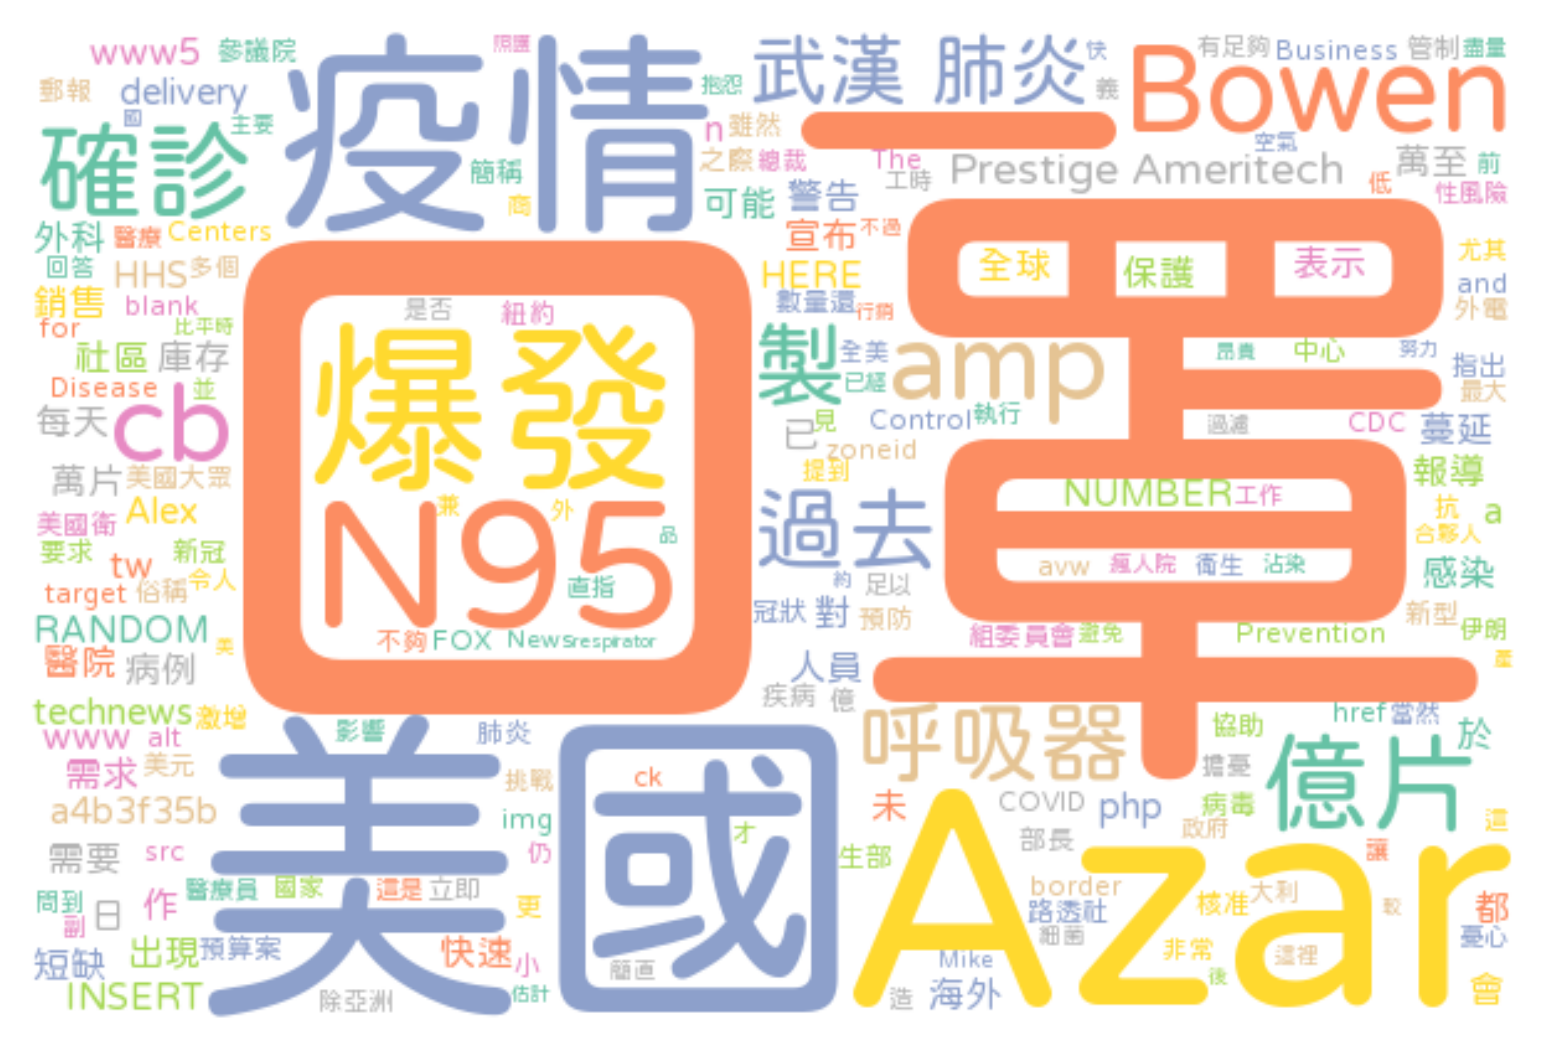 www5 參議院
疫情
照護
武漢 肺炎
快
有足夠 Business 管制 盡量
Bowen
郵報 delivery
國 主要
抱怨
義
確診
簡稱
商
n 雖然
之際 總裁
一
The
工時
Prestige Ameritech
空氣
萬至 前
低 性風險
可能 警告
外科 醫療 Centers
宣布 不過
口罩
全球 保護 表示
尤其
回答 HHS 多個
HERE
and
銷售 blank
是否 紐約
數量還 行銷
外電
for 比平時
爆發
製 全美
amp
昂貴 中心 努力 指出
社區 庫存
已經
最大
Disease 並
每天 cb
見
已
Control 執行
過濾 CDC 蔓延
zoneid
萬片 美國大眾
提到
報導
N95
兼 外 品
過去
NUMBER 工作
抗 a
美國衛 Alex
合夥人
要求 tw 新冠
令人
直指
約 足以
avw 瘋人院 衛生 沾染 感染
target 俗稱
冠狀 對 預防
新型
RANDOM
不夠 FOX News respirator
組委員會 避免 Prevention 伊朗
醫院 病例 美
人員
產
疾病 億
technews 激增
影響 肺炎
呼吸器
協助 href 當然 於
www alt
美國
需求 美元
挑戰 ck
擔憂 億片
a4b3f35b
img 才
未 COVID php 病毒
這
政府
部長
需要 src
仍
生部
Azar
讓
問到 副 日 作 醫療員 國家 這是 立即
更
border
路透社
核准 大利 較 都
細菌
憂心
短缺 出現 預算案
快速 小
簡直
Mike
非常 後 這裡
INSERT
除亞洲
估計
造 海外
會